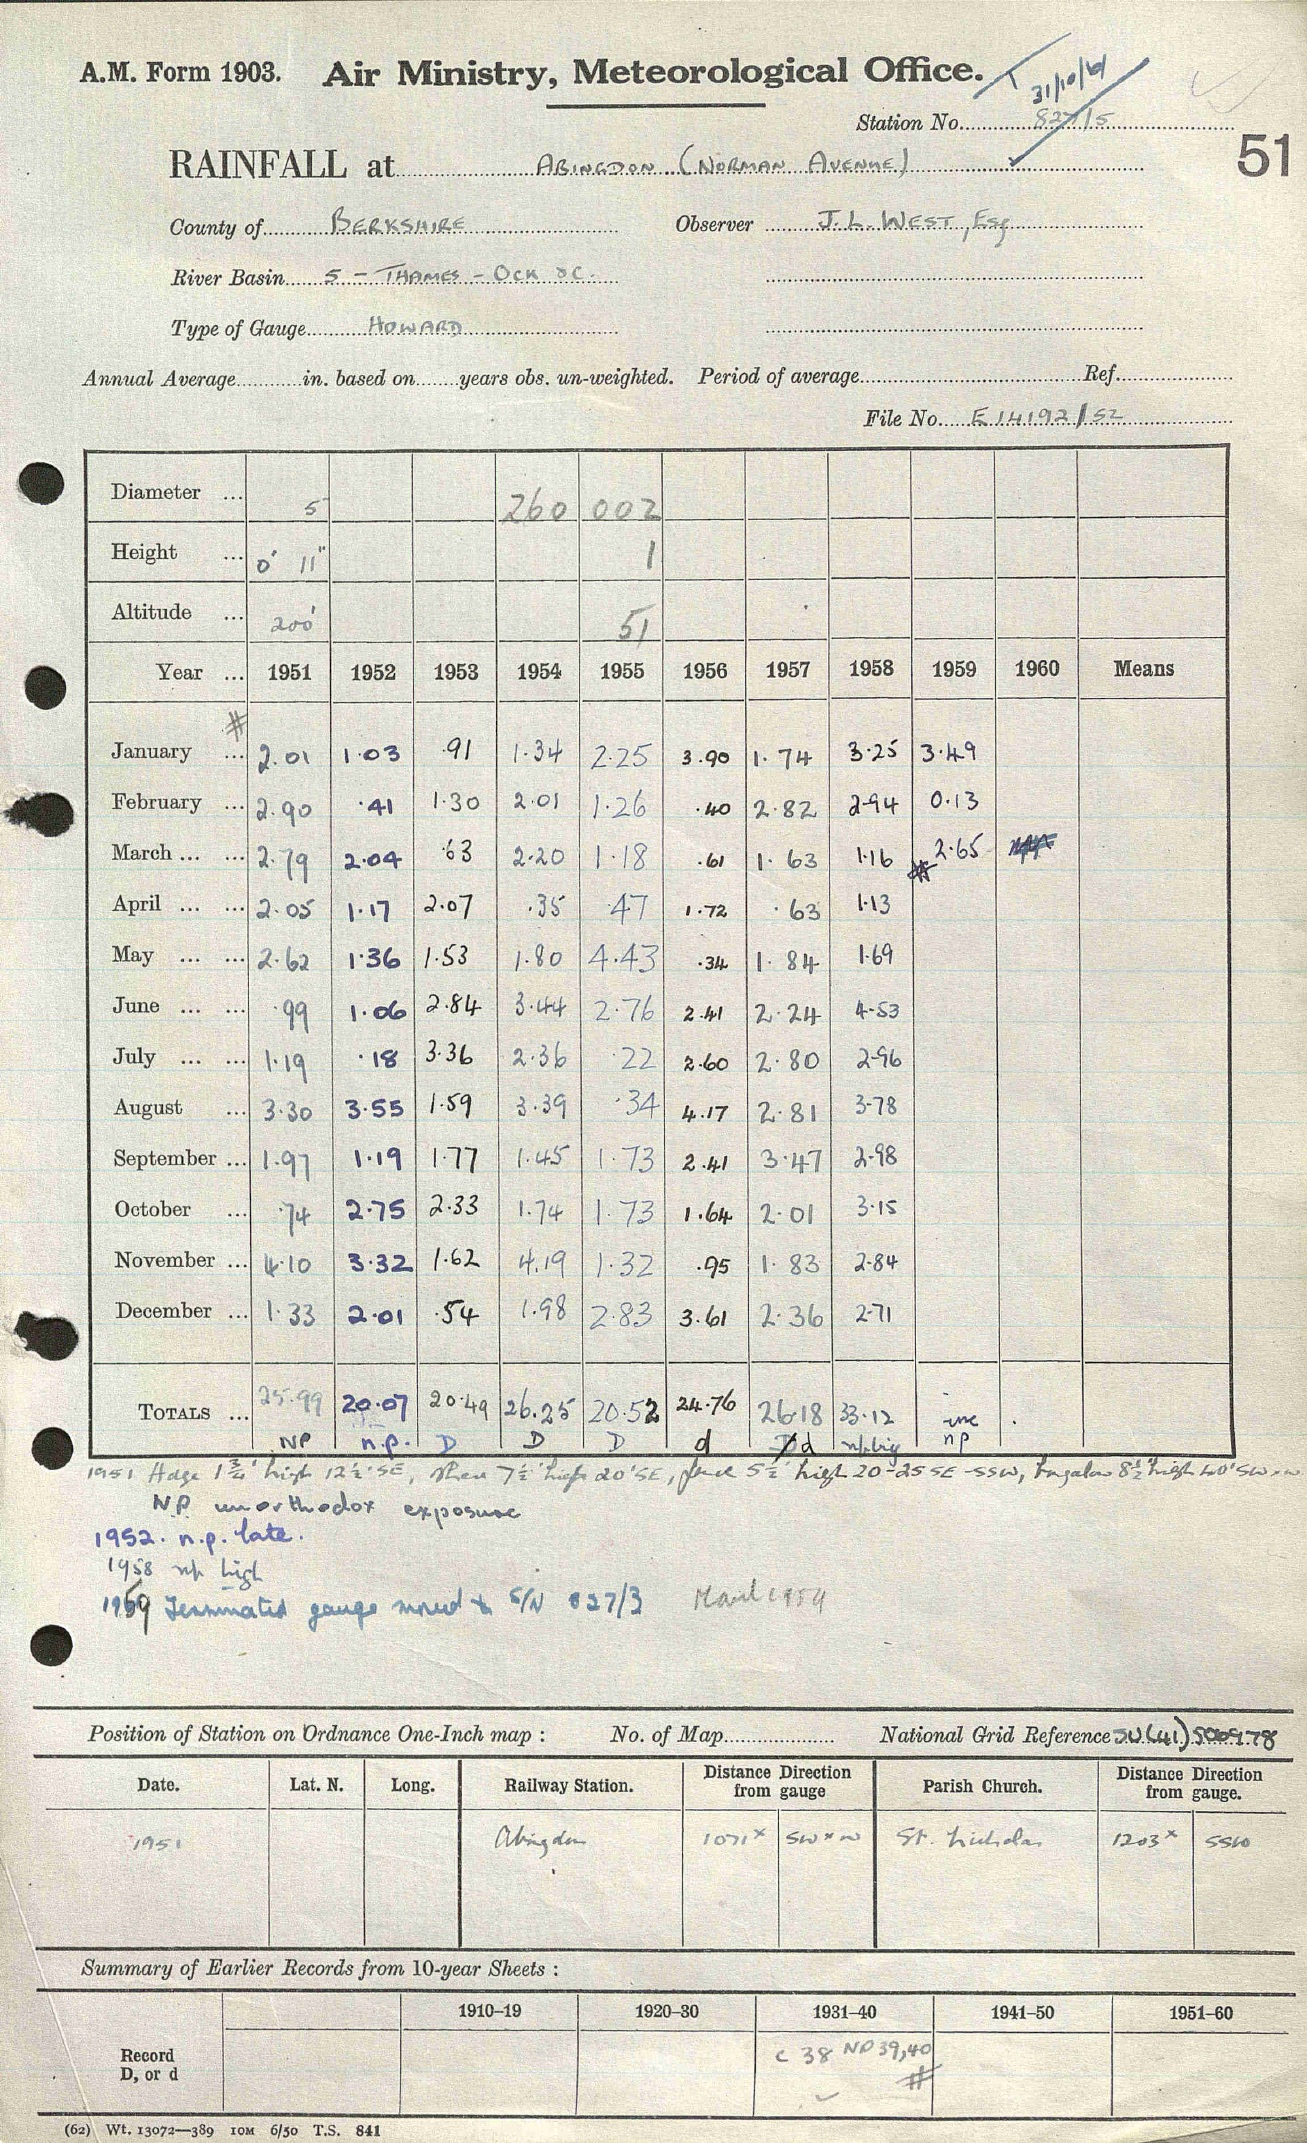 A.M. Form 1903. Air Ministry, Meteorological Office.
31/10/61
Station No. 827/5
51
RAINFALL at ABINGDON (NORMAN AVENUE)
County of BERKSHIRE Observer J. L. WEST, Esq
River Basin 5 - THAMES - OCK &C.
Type of Gauge HOWARD
Annual Average in. based on years obs. un-weighted. Period of average Ref.
File No. E14192/52
Diameter ... 5 260 002
Height ... 0' 11" 1
Altitude ... 200' 51
Year ... 1951 1952 1953 1954 1955 1956 1957 1958 1959 1960 Means
#
January ... 2.01 1.03 .91 1.34 2.25 3.90 1.74 3.25 3.49
February ... 2.90 .41 1.30 2.01 1.26 .40 2.82 2.94 0.13
March ... ... 2.79 2.04 .63 2.20 1.18 .61 1.63 1.16 # 2.65
April ... ... 2.05 1.17 2.07 .35 .47 1.72 .63 1.13
May ... ... 2.62 1.36 1.53 1.80 4.43 .34 1.84 1.69
June ... ... .99 1.06 2.84 3.44 2.76 2.41 2.24 4.53
July ... ... 1.19 .18 3.36 2.36 .22 2.60 2.80 2.96
August ... 3.30 3.55 1.59 3.39 .34 4.17 2.81 3.78
September ... 1.97 1.19 1.77 1.45 1.73 2.41 3.47 2.98
October ... .74 2.75 2.33 1.74 1.73 1.64 2.01 3.15
November ... 4.10 3.32 1.62 4.19 1.32 .95 1.83 2.84
December ... 1.33 2.01 .54 1.98 2.83 3.61 2.36 2.71
TOTALS ... 25.99 20.07 20.49 26.25 20.52 24.76 26.18 33.12 inc
NP n.p. D D D d D d np big np
1951 Hedge 1 3/4' high 12 1/2' SE, shed 7 1/2' high 20' SE, fence 5 1/2' high 20-25 SE-SSW, bungalow 8 1/2' high 40' SW x W
NP unorthodox exposure
1952. n.p. late.
1958 np high
1959 Terminated gauge moved to S/N 827/3 March 1959
Position of Station on Ordnance One-Inch map : No. of Map National Grid Reference SU(41)500978
Date. Lat. N. Long. Railway Station. Distance Direction from gauge Parish Church. Distance Direction from gauge.
1951 Abingdon 1071x SW x W St. Nicholas 1203x SSW
Summary of Earlier Records from 10-year Sheets :
1910–19 1920–30 1931–40 1941–50 1951–60
Record D, or d c 38 NP 39,40
#
(62) Wt. 13072—389 10M 6/50 T.S. 841